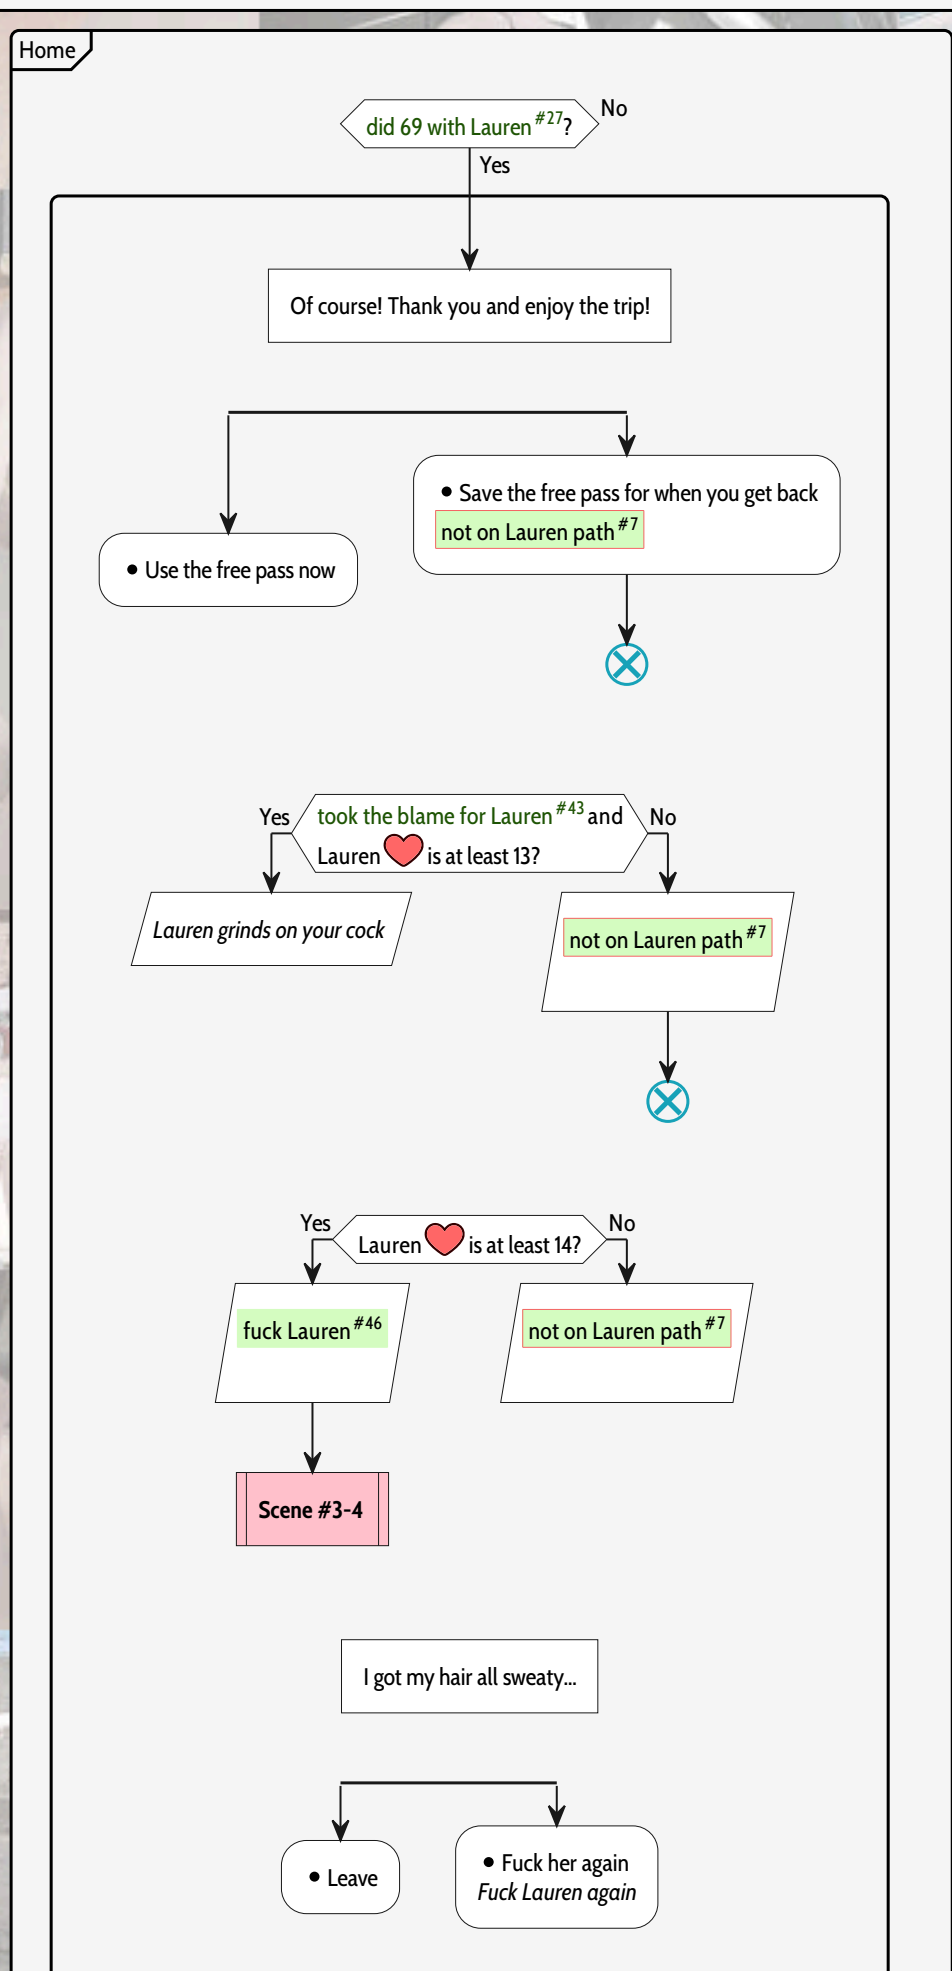 Home
did 69 with Lauren #27?
No
Yes
Of course! Thank you and enjoy the trip!
• Save the free pass for when you get back
not on Lauren path #7
• Use the free pass now
Yes
took the blame for Lauren #43 and
No
Lauren ❤ is at least 13?
Lauren grinds on your cock
not on Lauren path #7
Yes
Lauren ❤ is at least 14?
No
fuck Lauren #46
not on Lauren path #7
Scene #3-4
I got my hair all sweaty...
• Leave
• Fuck her again
Fuck Lauren again